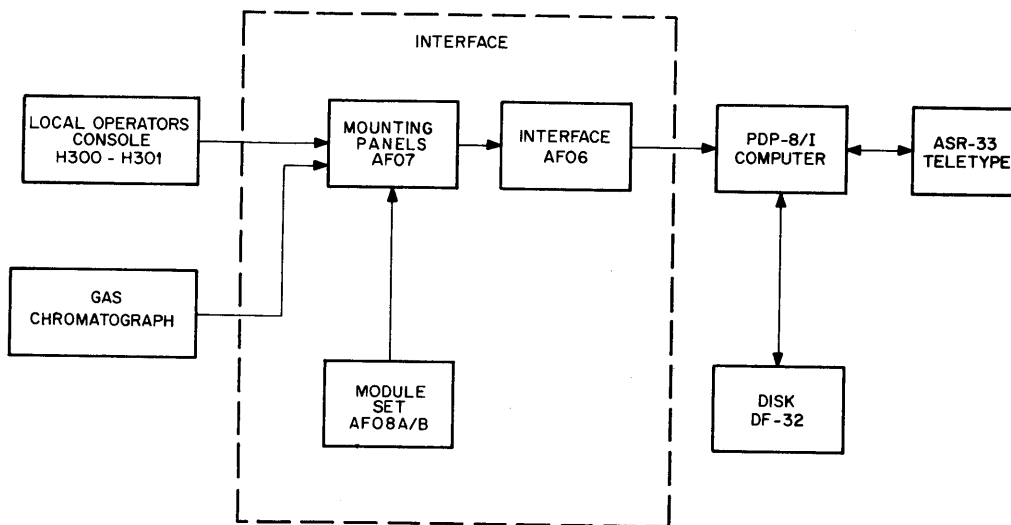 INTERFACE
LOCAL OPERATORS
CONSOLE
H300 - H301
MOUNTING
PANELS
AF07
INTERFACE
AF06
PDP-8/I
COMPUTER
ASR-33
TELETYPE
GAS
CHROMATOGRAPH
MODULE
SET
AF08A/B
DISK
DF-32